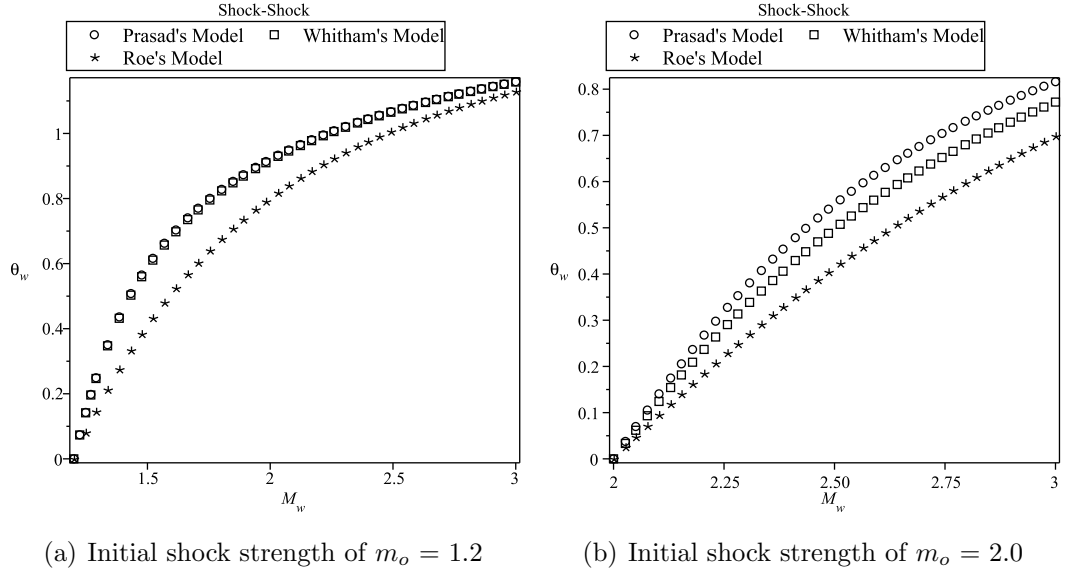 Shock-Shock
Prasad's Model Whitham's Model
Roe's Model
1
0.8
0.6
θw
0.4
0.2
0
1.5 2 2.5 3
Mw
(a) Initial shock strength of mo = 1.2
Shock-Shock
Prasad's Model Whitham's Model
Roe's Model
0.8
0.7
0.6
0.5
θw
0.4
0.3
0.2
0.1
0
2 2.25 2.50 2.75 3
Mw
(b) Initial shock strength of mo = 2.0